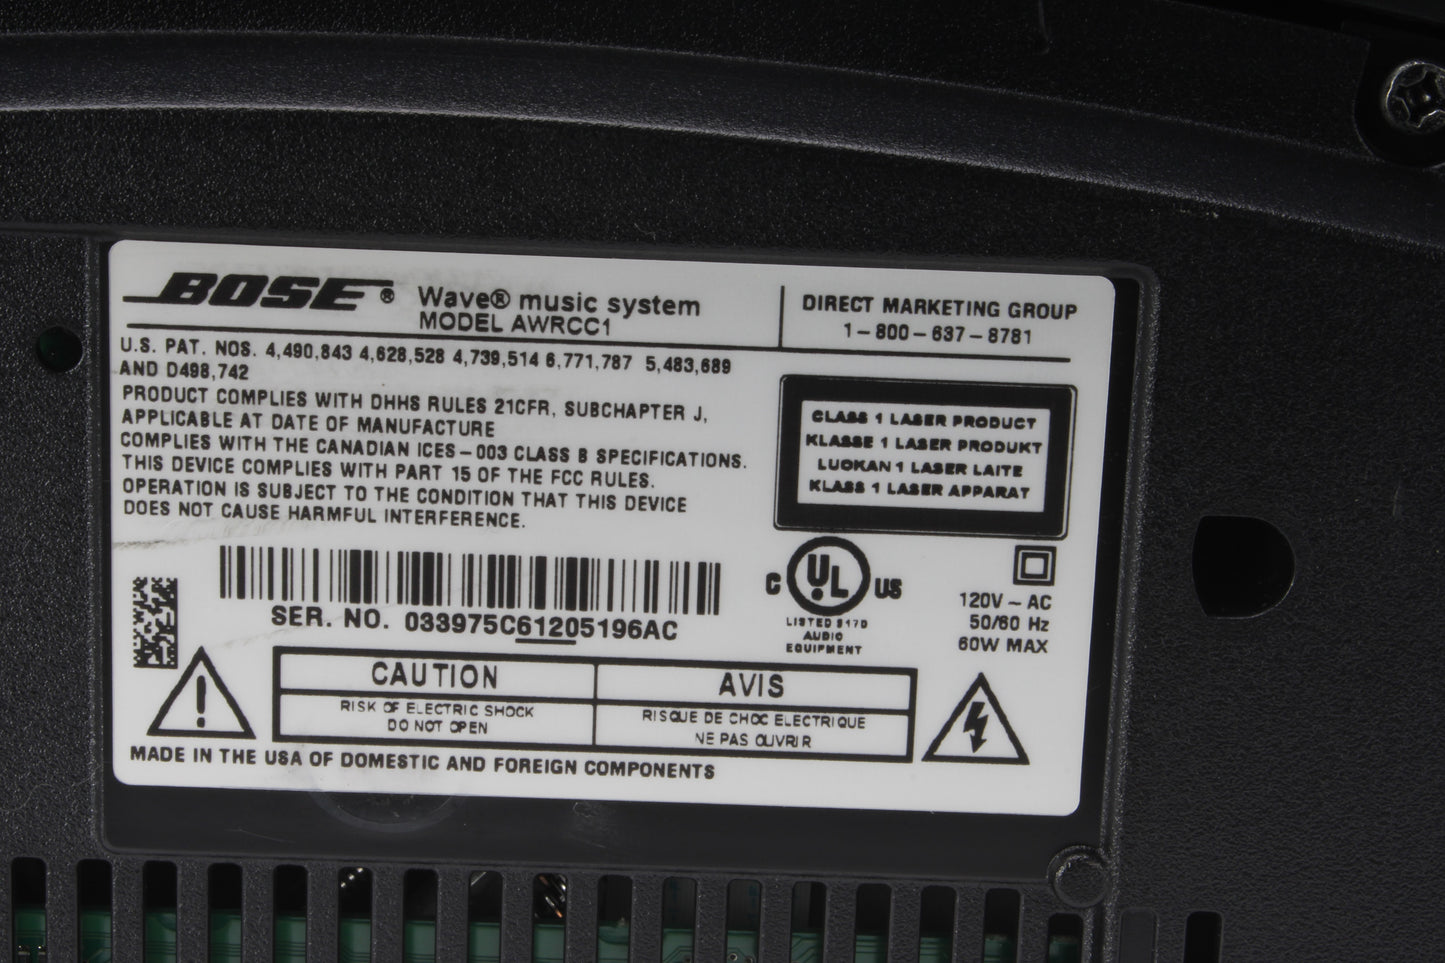 BOSE® Wave® music system
MODEL AWRCC1
DIRECT MARKETING GROUP
1-800-637-8781
U.S. PAT. NOS. 4,490,843 4,628,528 4,739,514 6,771,787 5,483,689
AND D498,742
PRODUCT COMPLIES WITH DHHS RULES 21CFR, SUBCHAPTER J,
APPLICABLE AT DATE OF MANUFACTURE
COMPLIES WITH THE CANADIAN ICES-003 CLASS B SPECIFICATIONS.
THIS DEVICE COMPLIES WITH PART 15 OF THE FCC RULES.
OPERATION IS SUBJECT TO THE CONDITION THAT THIS DEVICE
DOES NOT CAUSE HARMFUL INTERFERENCE.
CLASS 1 LASER PRODUCT
KLASSE 1 LASER PRODUKT
LUOKAN 1 LASER LAITE
KLASS 1 LASER APPARAT
SER. NO. 033975C61205196AC
C UL US
LISTED 917D
AUDIO
EQUIPMENT
120V ~ AC
50/60 Hz
60W MAX
CAUTION
RISK OF ELECTRIC SHOCK
DO NOT OPEN
AVIS
RISQUE DE CHOC ELECTRIQUE
NE PAS OUVRIR
MADE IN THE USA OF DOMESTIC AND FOREIGN COMPONENTS